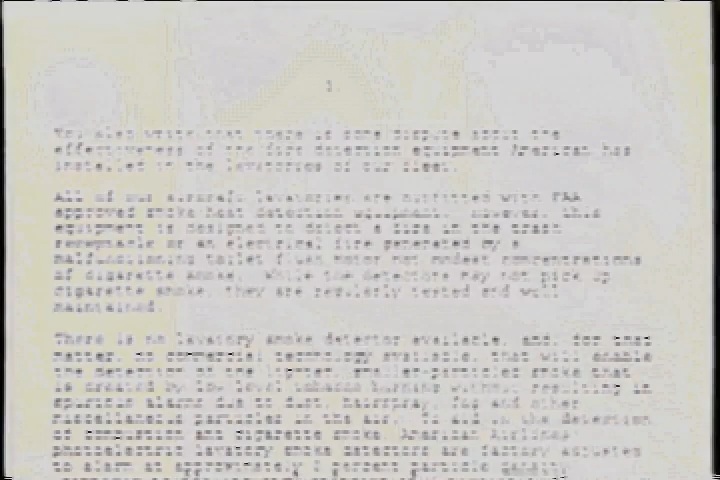 You also write that there is some dispute about the
effectiveness of the fire detection equipment American has
installed in the lavatories of our fleet.
All of our aircraft lavatories are outfitted with FAA
approved smoke detection equipment. However, this
equipment is designed to detect a fire in the trash
receptacle or an electrical fire generated by a
malfunctioning toilet flush motor not modest concentrations
of cigarette smoke. While the detectors may not pick up
cigarette smoke, they are regularly tested and well
maintained.
There is no lavatory smoke detector available, and, for that
matter, no commercial technology available, that will enable
the detection of the lighter, smaller-particled smoke that
is created by low level tobacco burning without resulting in
spurious alarms due to dust, hairspray, fog and other
miscellaneous particles in the air. To aid in the detection
of combustion and cigarette smoke, American Airlines'
photoelectric lavatory smoke detectors are factory adjusted
to alarm at approximately percent particle density